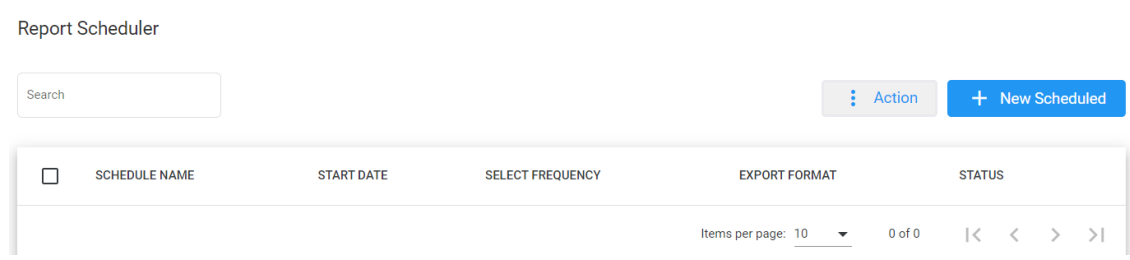 Report Scheduler
Search
Action
New Scheduled
SCHEDULE NAME START DATE SELECT FREQUENCY EXPORT FORMAT STATUS
Items per page: 10 0 of 0